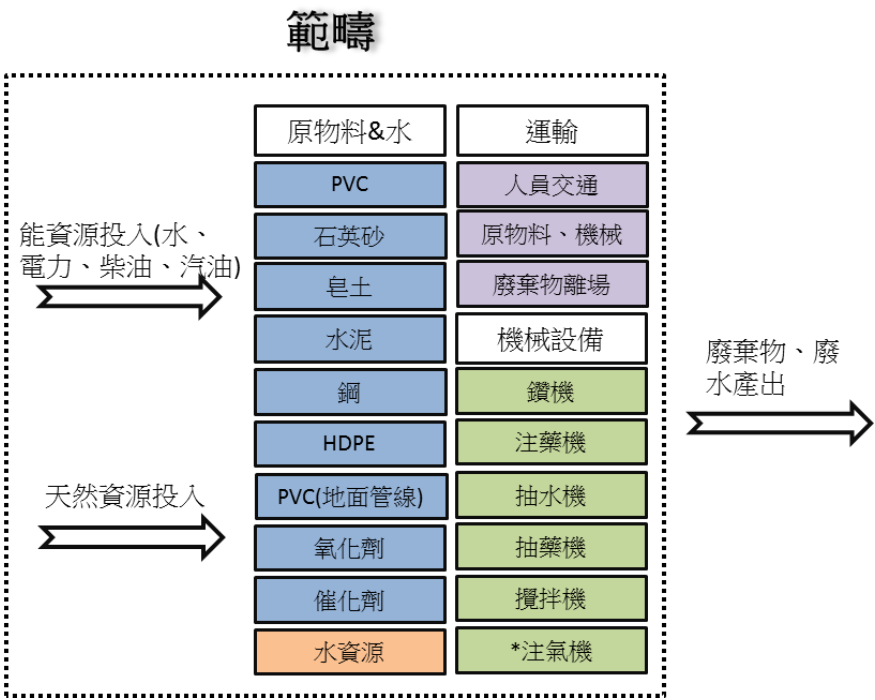 範疇
能資源投入(水、
電力、柴油、汽油)
天然資源投入
原物料&水
PVC
石英砂
皂土
水泥
鋼
HDPE
PVC(地面管線)
氧化劑
催化劑
水資源
運輸
人員交通
原物料、機械
廢棄物離場
機械設備
鑽機
注藥機
抽水機
抽藥機
攪拌機
*注氣機
廢棄物、廢
水產出